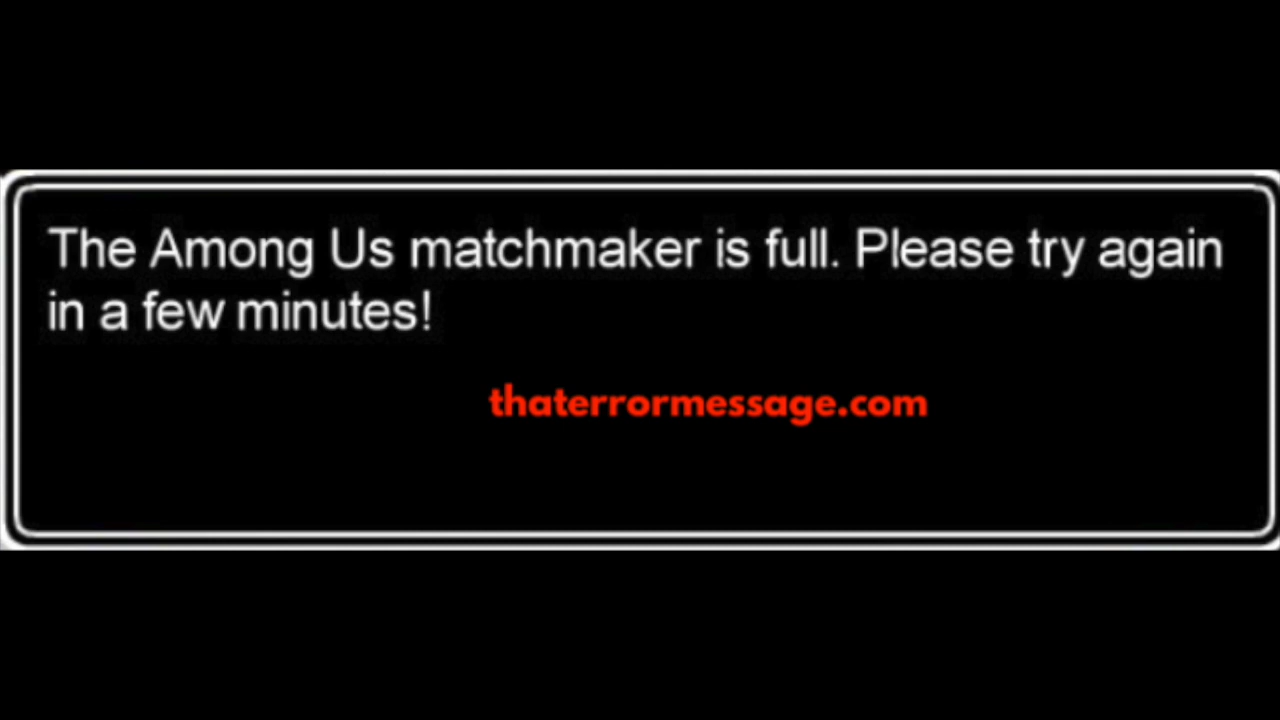 The Among Us matchmaker is full. Please try again
in a few minutes!
thaterrormessage.com